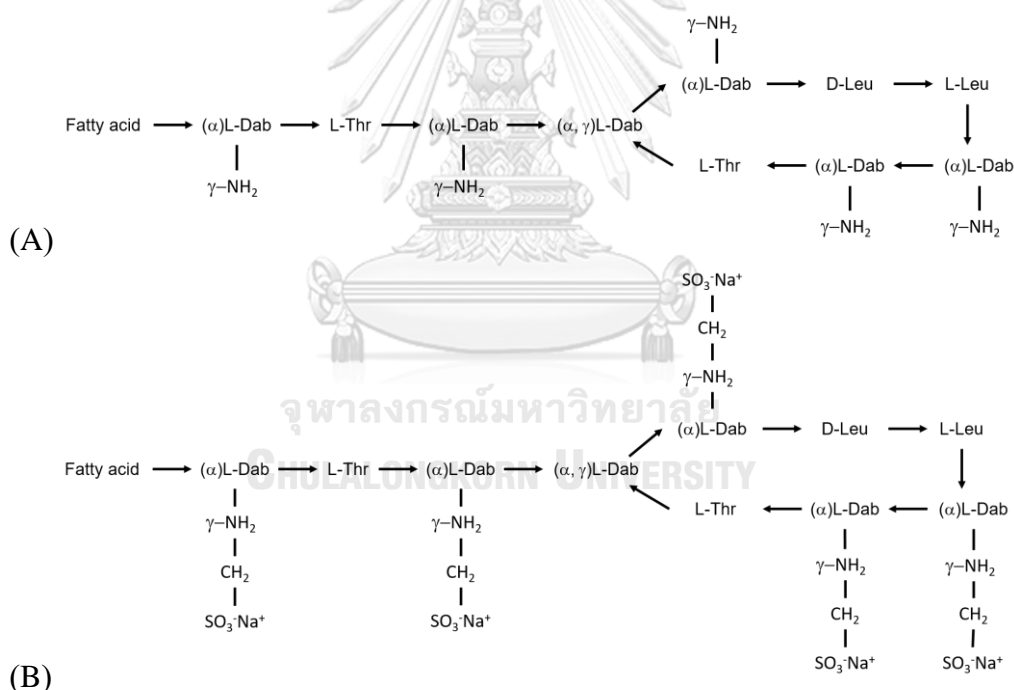 γ–NH₂
(α)L-Dab D-Leu L-Leu
Fatty acid (α)L-Dab L-Thr (α)L-Dab (α, γ)L-Dab
L-Thr (α)L-Dab (α)L-Dab
γ–NH₂ γ–NH₂
γ–NH₂ γ–NH₂
(A)
SO₃⁻Na⁺
CH₂
γ–NH₂
จุฬาลงกรณ์มหาวิทยาลัย
(α)L-Dab D-Leu L-Leu
CHULALONGKORN UNIVERSITY
Fatty acid (α)L-Dab L-Thr (α)L-Dab (α, γ)L-Dab
L-Thr (α)L-Dab (α)L-Dab
γ–NH₂ γ–NH₂
γ–NH₂ γ–NH₂
CH₂ CH₂
CH₂ CH₂
SO₃⁻Na⁺ SO₃⁻Na⁺
SO₃⁻Na⁺ SO₃⁻Na⁺
(B)